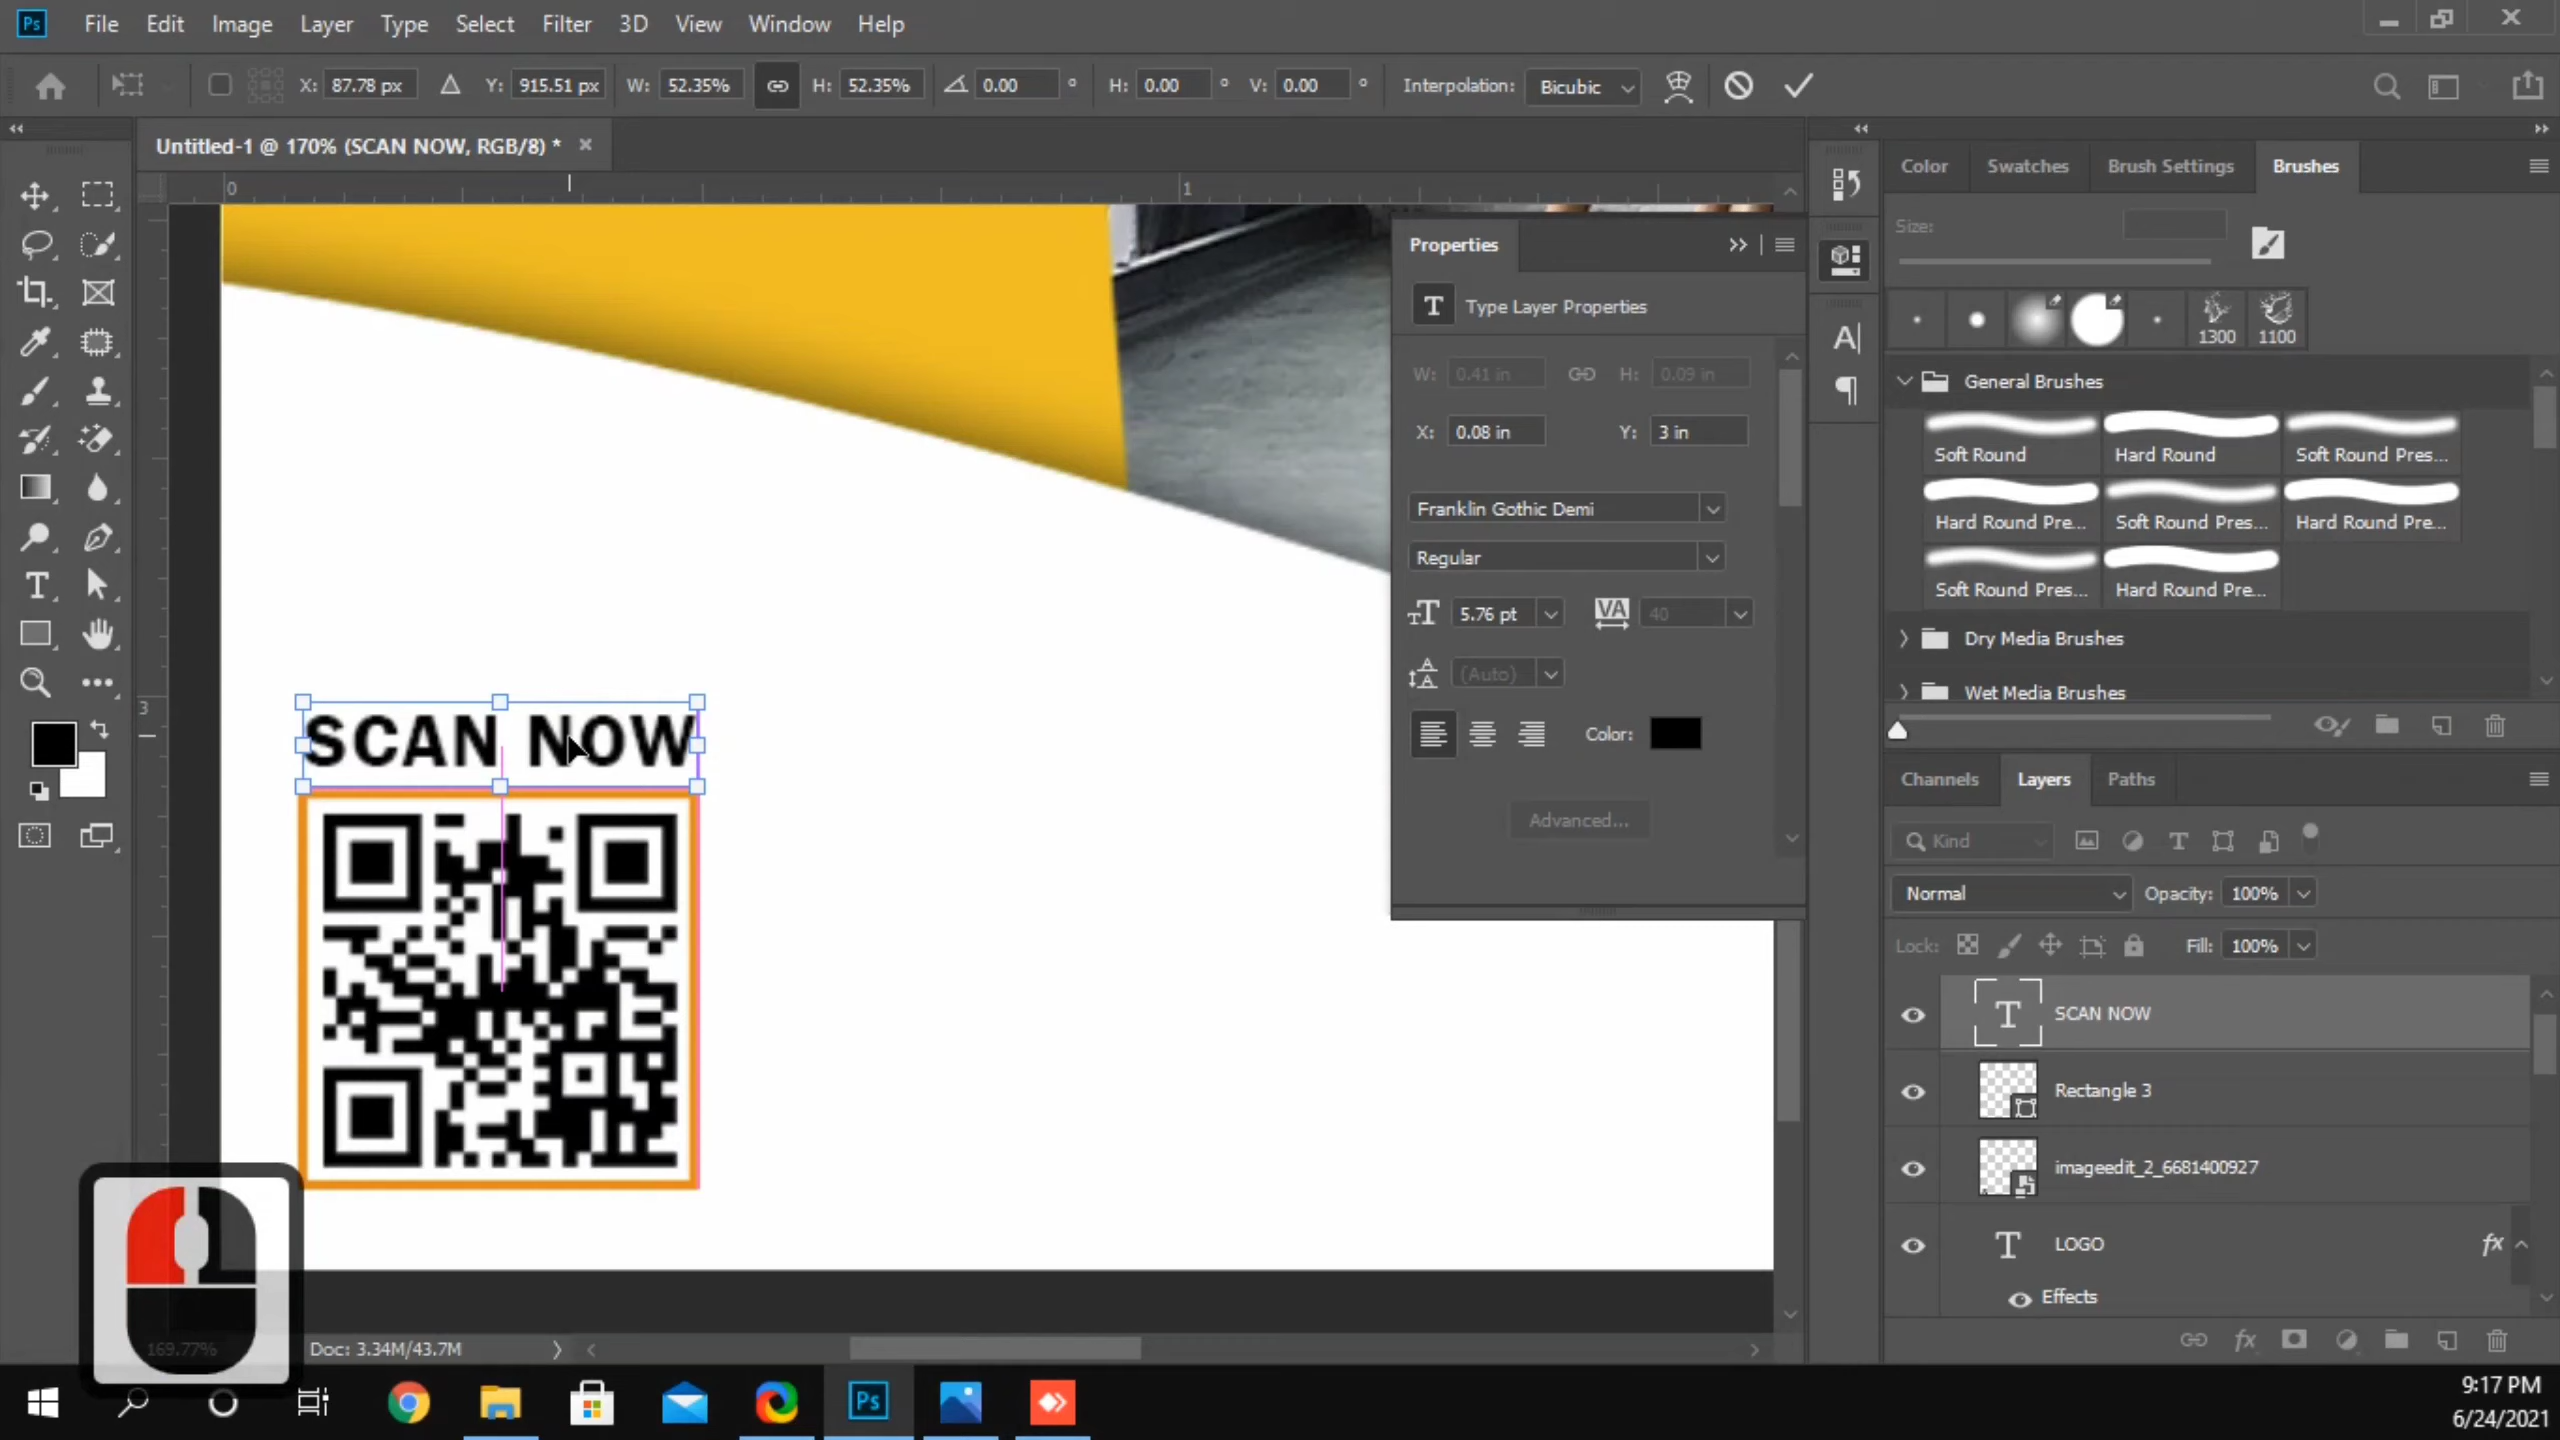 Ps File Edit Image Layer Type Select Filter 3D View Window Help
X: 87.78 px Y: 915.51 px W: 52.35% H: 52.35% 0.00 ° H: 0.00 ° V: 0.00 ° Interpolation: Bicubic
Untitled-1 @ 170% (SCAN NOW, RGB/8) * ×
0 1
3
SCAN NOW
Properties
T Type Layer Properties
W: 0.41 in H: 0.09 in
X: 0.08 in Y: 3 in
Franklin Gothic Demi
Regular
5.76 pt VA 40
(Auto)
Color:
Advanced...
Color Swatches Brush Settings Brushes
Size:
1300 1100
General Brushes
Soft Round Hard Round Soft Round Pres...
Hard Round Pre... Soft Round Pres... Hard Round Pre...
Soft Round Pres... Hard Round Pre...
Dry Media Brushes
Wet Media Brushes
Channels Layers Paths
Kind
Normal Opacity: 100%
Lock: Fill: 100%
T SCAN NOW
Rectangle 3
imageedit_2_6681400927
T LOGO fx
Effects
169.77% Doc: 3.34M/43.7M
fx
Ps
9:17 PM
6/24/2021